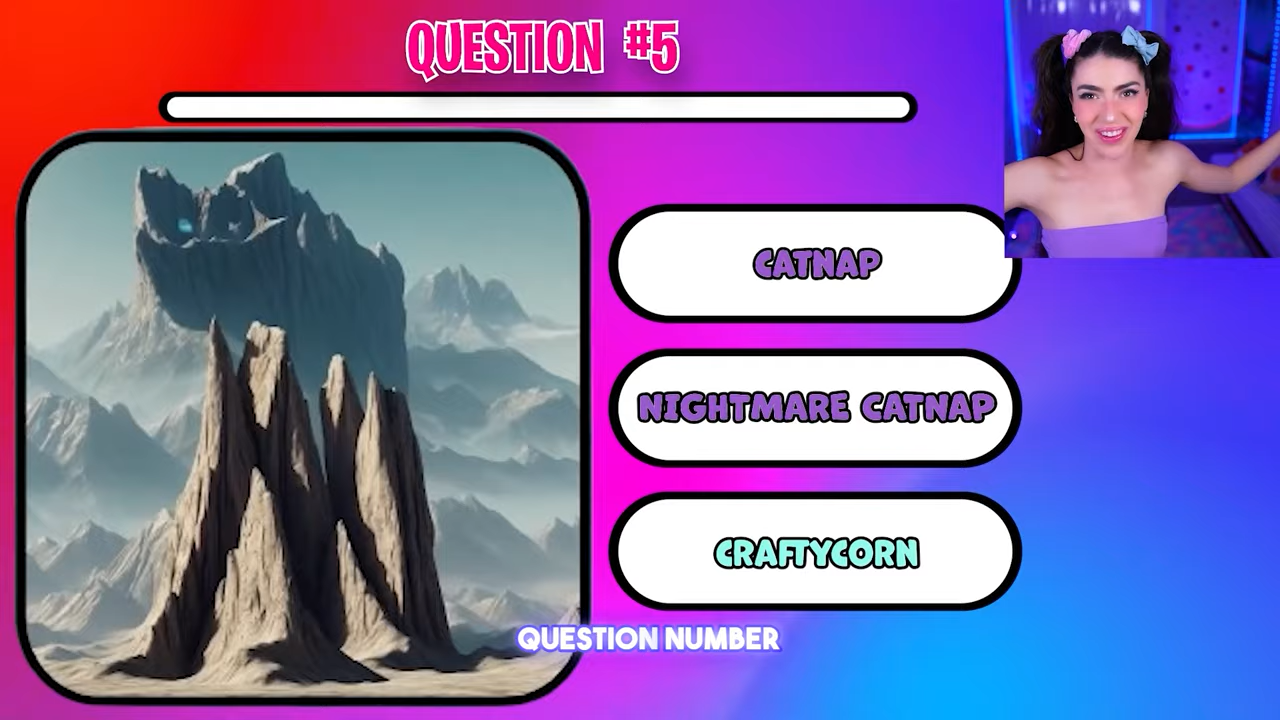 QUESTION #5
CATNAP
NIGHTMARE CATNAP
CRAFTYCORN
QUESTION NUMBER